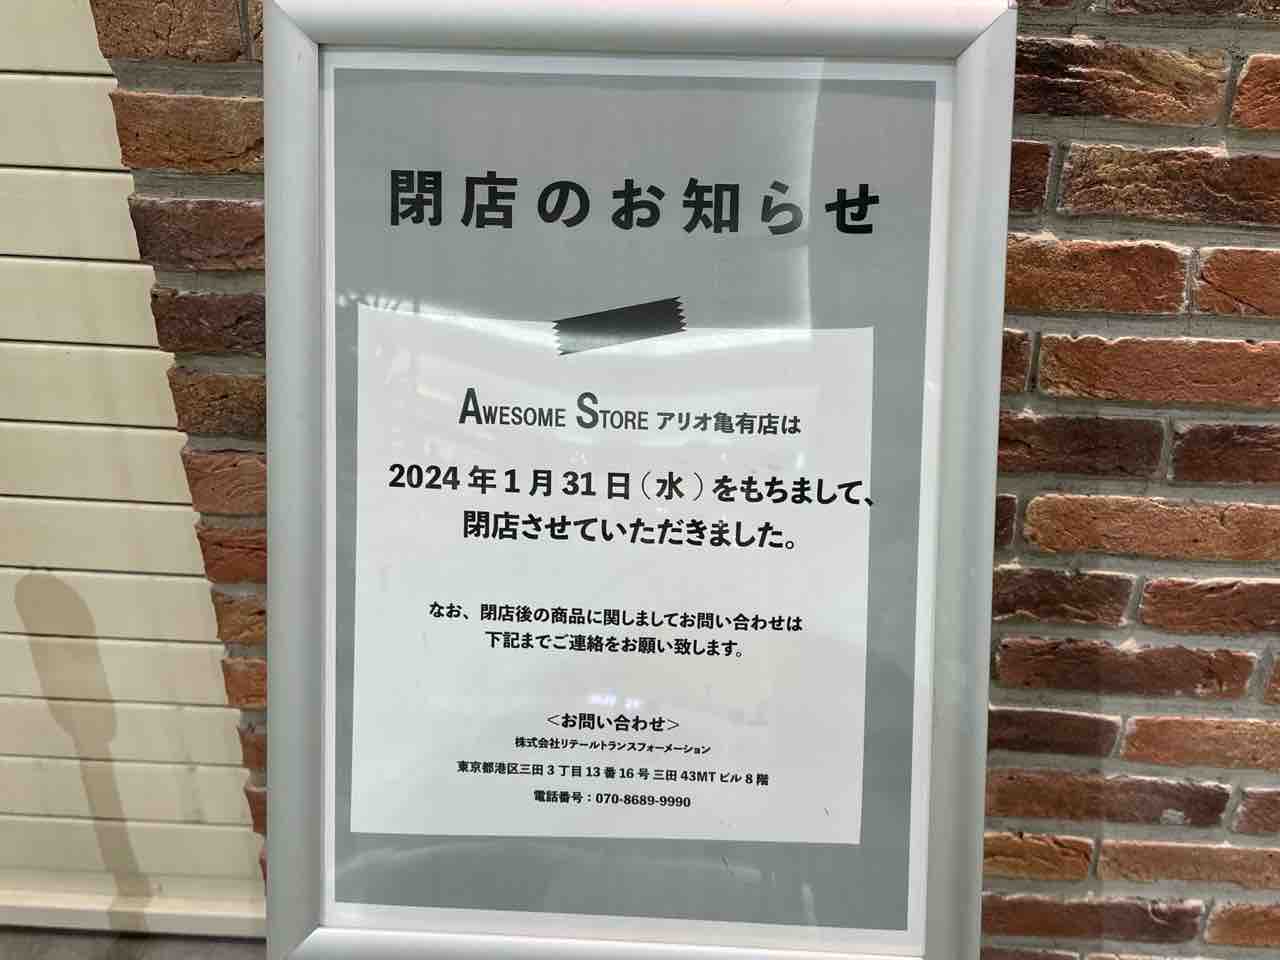 閉店のお知らせ
AWESOME STORE アリオ亀有店は
2024年1月31日(水)をもちまして、
閉店させていただきました。
なお、閉店後の商品に関しましてお問い合わせは
下記までご連絡をお願い致します。
<お問い合わせ>
株式会社リテールトランスフォーメーション
東京都港区三田3丁目13番16号 三田43MTビル8階
電話番号:070-8689-9990